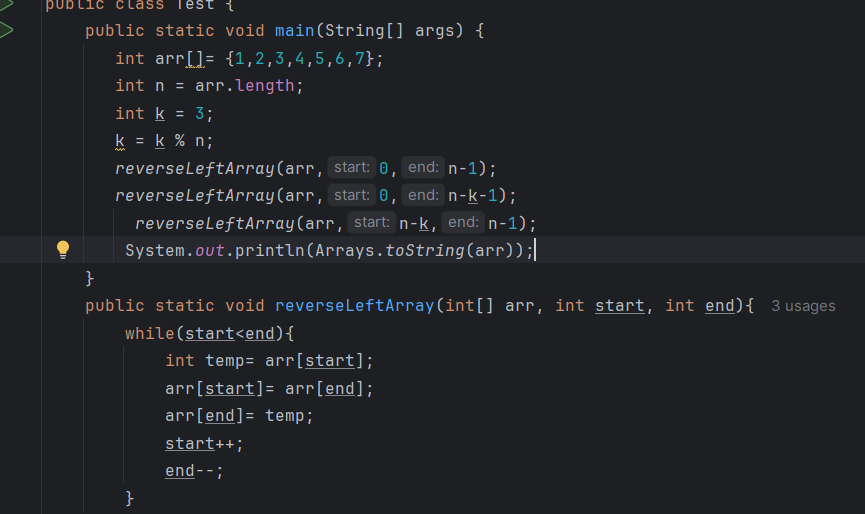 public class Test {
public static void main(String[] args) {
int arr[]= {1,2,3,4,5,6,7};
int n = arr.length;
int k = 3;
k = k % n;
reverseLeftArray(arr, start: 0, end: n-1);
reverseLeftArray(arr, start: 0, end: n-k-1);
reverseLeftArray(arr, start: n-k, end: n-1);
System.out.println(Arrays.toString(arr));
}
public static void reverseLeftArray(int[] arr, int start, int end){ 3 usages
while(start<end){
int temp= arr[start];
arr[start]= arr[end];
arr[end]= temp;
start++;
end--;
}